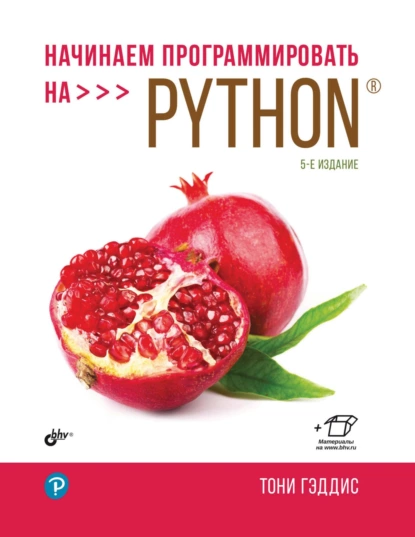 НАЧИНАЕМ ПРОГРАММИРОВАТЬ
НА>>> PYTHON®
5-Е ИЗДАНИЕ
bhv®
+
Материалы
на www.bhv.ru
P
ТОНИ ГЭДДИС